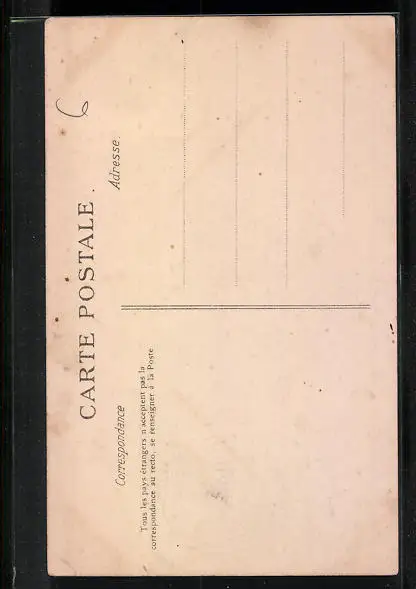 CARTE POSTALE.
Correspondance
Adresse.
Tous les pays étrangers n'acceptent pas la
correspondance au recto, se renseigner à la Poste
6